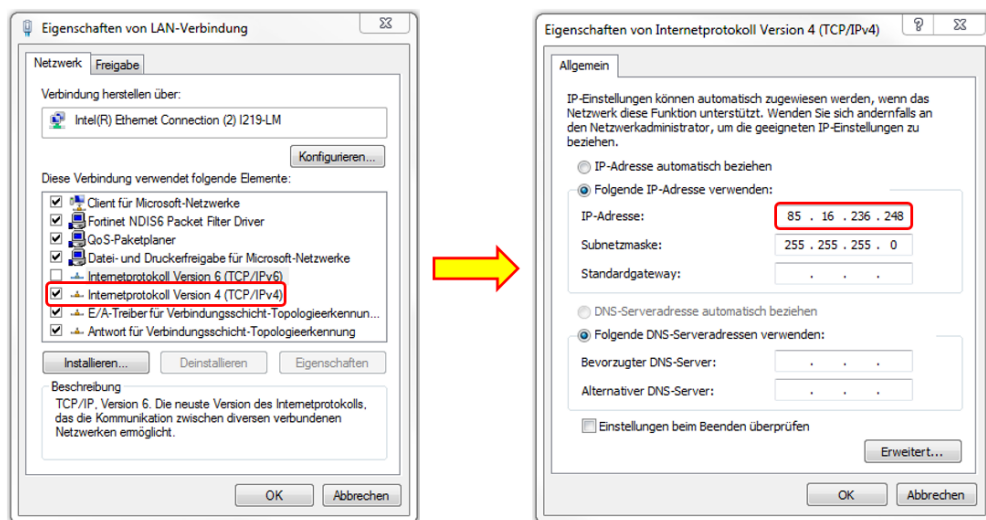 Eigenschaften von LAN-Verbindung
Netzwerk Freigabe
Verbindung herstellen über:
Intel(R) Ethernet Connection (2) I219-LM
Konfigurieren...
Diese Verbindung verwendet folgende Elemente:
Client für Microsoft-Netzwerke
Fortinet NDIS6 Packet Filter Driver
QoS-Paketplaner
Datei- und Druckerfreigabe für Microsoft-Netzwerke
Internetprotokoll Version 6 (TCP/IPv6)
Internetprotokoll Version 4 (TCP/IPv4)
E/A-Treiber für Verbindungsschicht-Topologieerkennun...
Antwort für Verbindungsschicht-Topologieerkennung
Installieren... Deinstallieren Eigenschaften
Beschreibung
TCP/IP, Version 6. Die neuste Version des Internetprotokolls,
das die Kommunikation zwischen diversen verbundenen
Netzwerken ermöglicht.
OK Abbrechen
Eigenschaften von Internetprotokoll Version 4 (TCP/IPv4)
Allgemein
IP-Einstellungen können automatisch zugewiesen werden, wenn das
Netzwerk diese Funktion unterstützt. Wenden Sie sich andernfalls an
den Netzwerkadministrator, um die geeigneten IP-Einstellungen zu
beziehen.
IP-Adresse automatisch beziehen
Folgende IP-Adresse verwenden:
IP-Adresse: 85 . 16 . 236 . 248
Subnetzmaske: 255 . 255 . 255 . 0
Standardgateway: . . .
DNS-Serveradresse automatisch beziehen
Folgende DNS-Serveradressen verwenden:
Bevorzugter DNS-Server: . . .
Alternativer DNS-Server: . . .
Einstellungen beim Beenden überprüfen
Erweitert...
OK Abbrechen